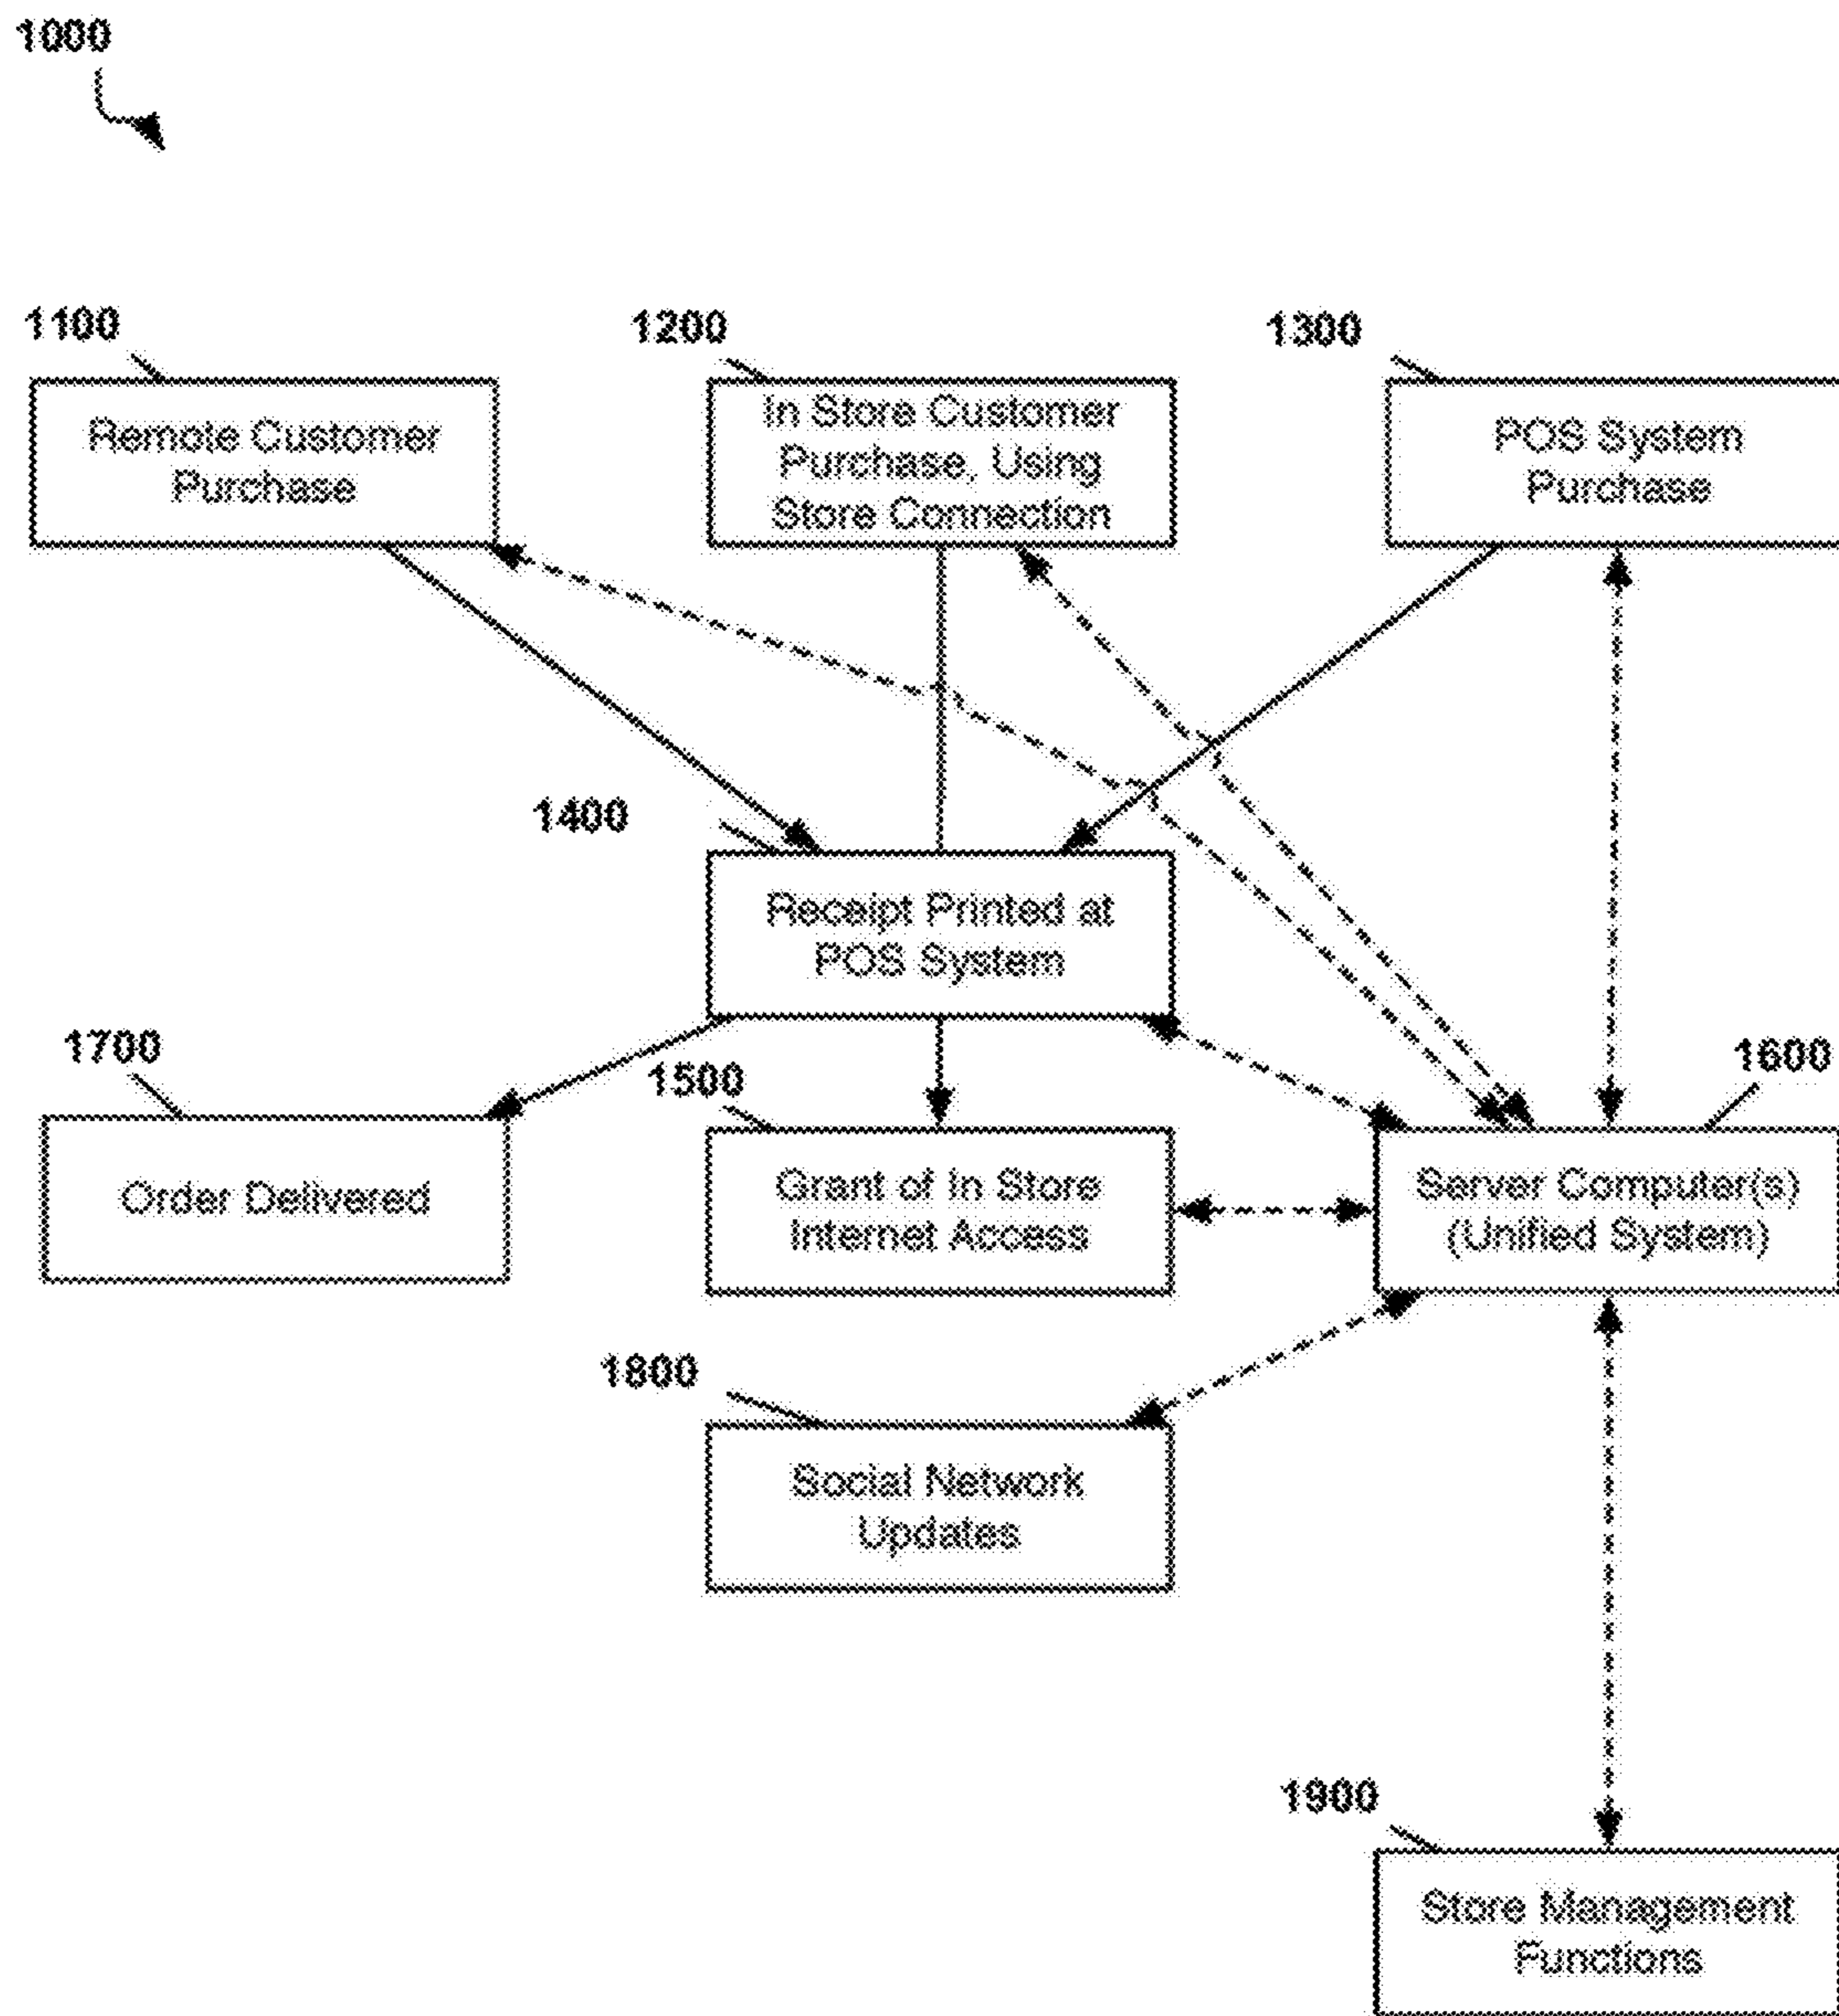 1000
1100
1200
1300
Remote Customer
Purchase
In Store Customer
Purchase, Using
Store Connection
POS System
Purchase
1400
Receipt Printed at
POS System
1700
1500
1600
Order Delivered
Grant of In Store
Internet Access
Server Computer(s)
(Unified System)
1800
Social Network
Updates
1900
Store Management
Functions